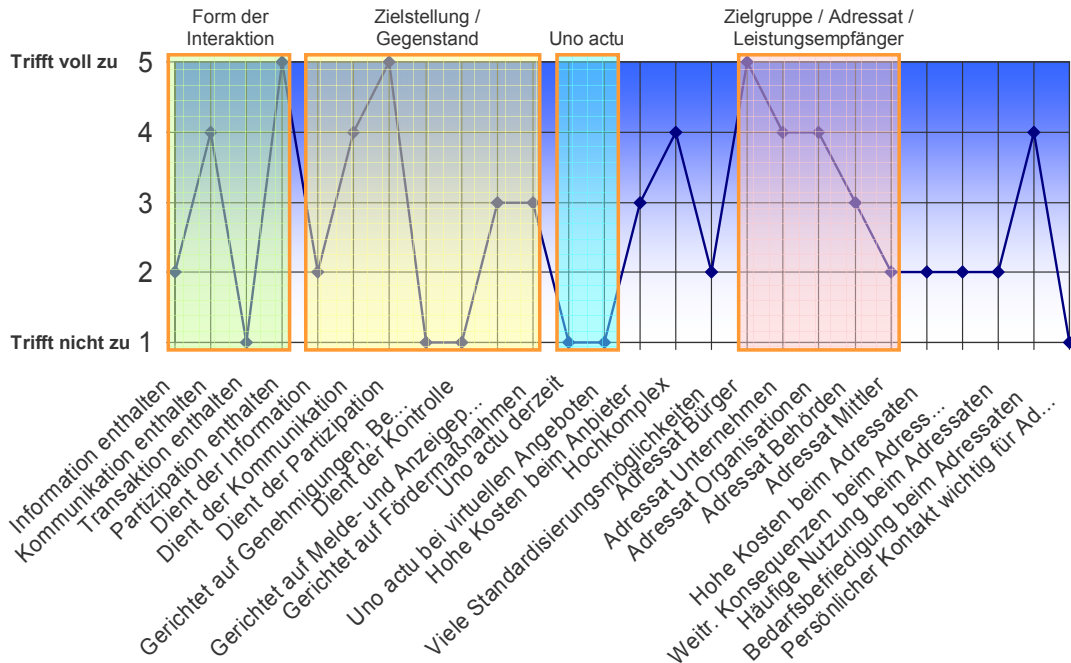 Form der
Interaktion
Zielstellung /
Gegenstand
Uno actu
Zielgruppe / Adressat /
Leistungsempfänger
Trifft voll zu
5
4
3
2
Trifft nicht zu
1
Information enthalten
Kommunikation enthalten
Transaktion enthalten
Partizipation enthalten
Dient der Information
Dient der Kommunikation
Dient der Partizipation
Gerichtet auf Genehmigungen, Be...
Dient der Kontrolle
Gerichtet auf Melde- und Anzeigep...
Gerichtet auf Fördermaßnahmen
Uno actu derzeit
Uno actu bei virtuellen Angeboten
Hohe Kosten beim Anbieter
Hochkomplex
Viele Standardisierungsmöglichkeiten
Adressat Bürger
Adressat Unternehmen
Adressat Organisationen
Adressat Behörden
Adressat Mittler
Hohe Kosten beim Adressaten
Weitr. Konsequenzen beim Adress...
Häufige Nutzung beim Adressaten
Bedarfsbefriedigung beim Adressaten
Persönlicher Kontakt wichtig für Ad...